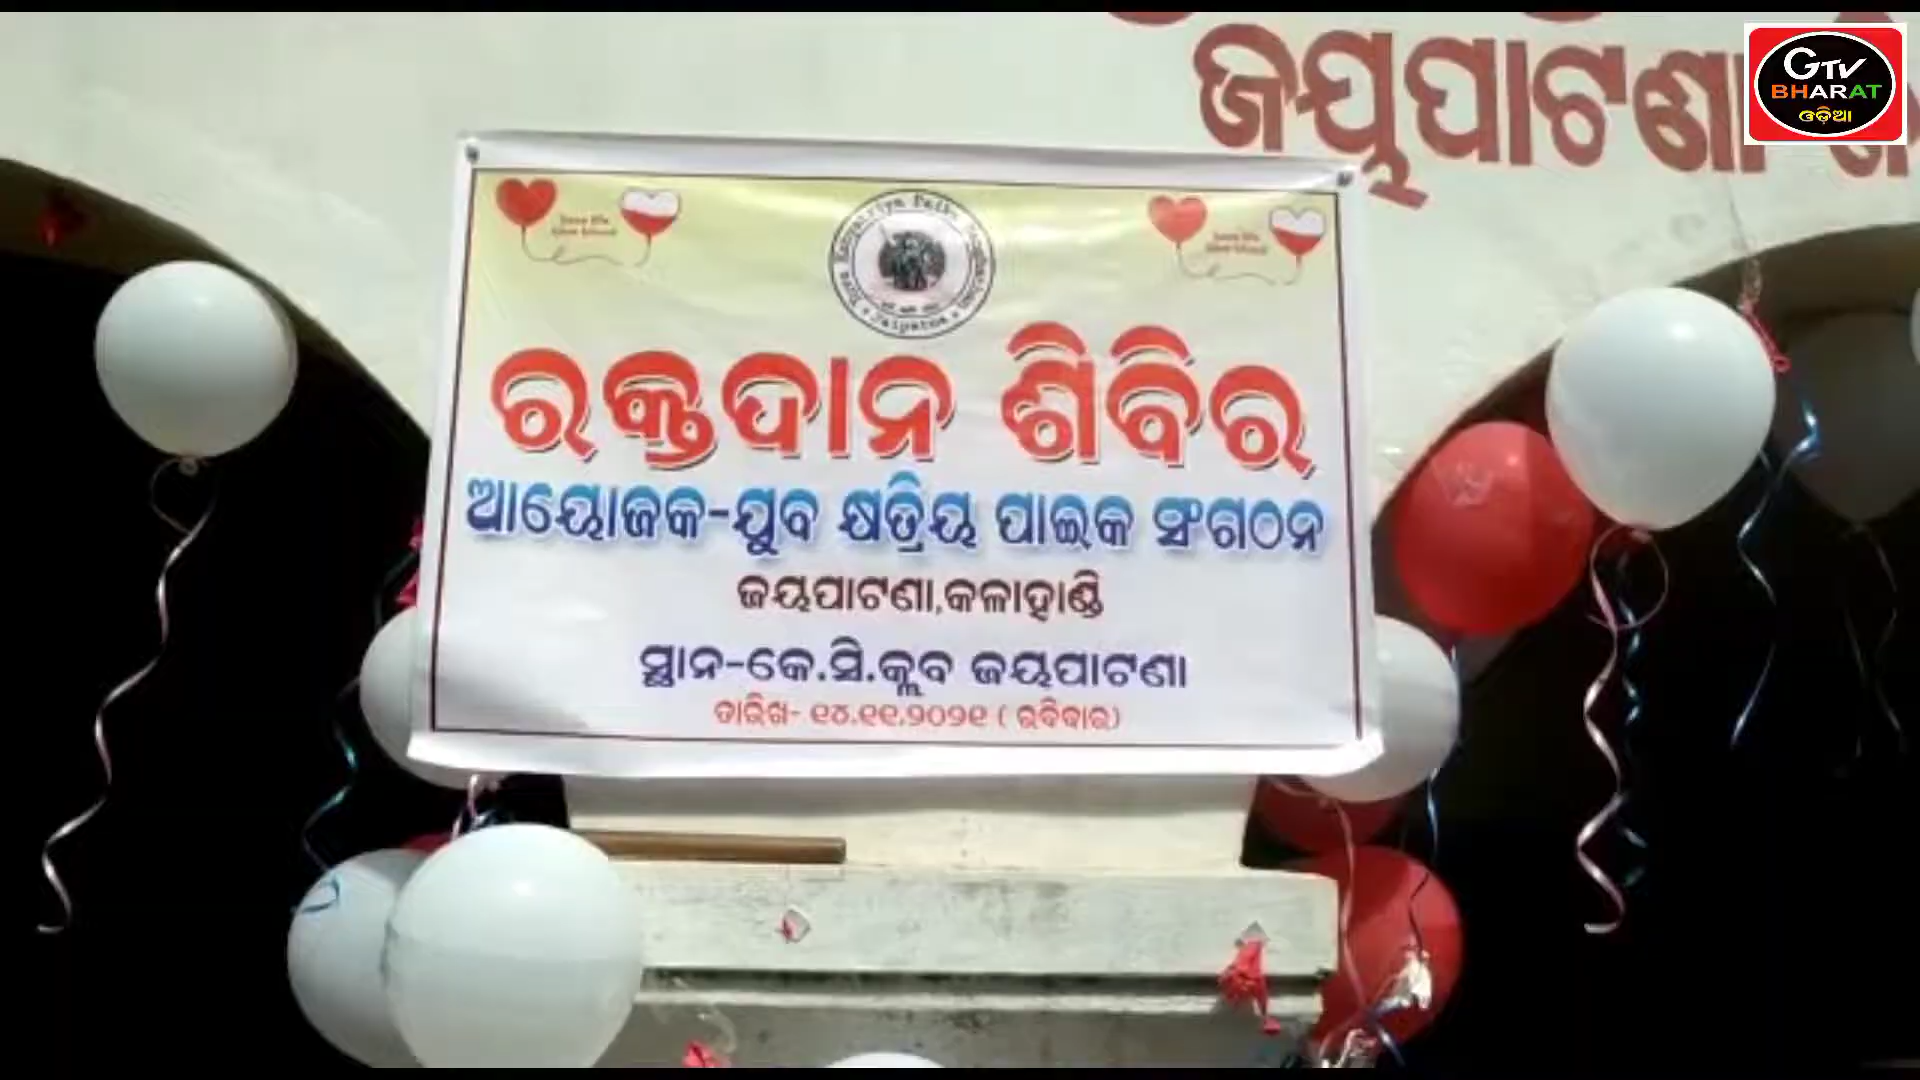 ଜୟପାଟଣା
GTV
BHARAT
ଓଡ଼ିଆ
Jaipatna
ରକ୍ତଦାନ ଶିବିର
ଆୟୋଜକ-ଯୁବ କ୍ଷତ୍ରିୟ ପାଇକ ସଂଗଠନ
ଜୟପାଟଣା,କଳାହାଣ୍ଡି
ସ୍ଥାନ-କେ.ସି.କ୍ଲବ ଜୟପାଟଣା
ତାରିଖ- ୧୪.୧୧.୨୦୨୧ ( ରବିବାର)